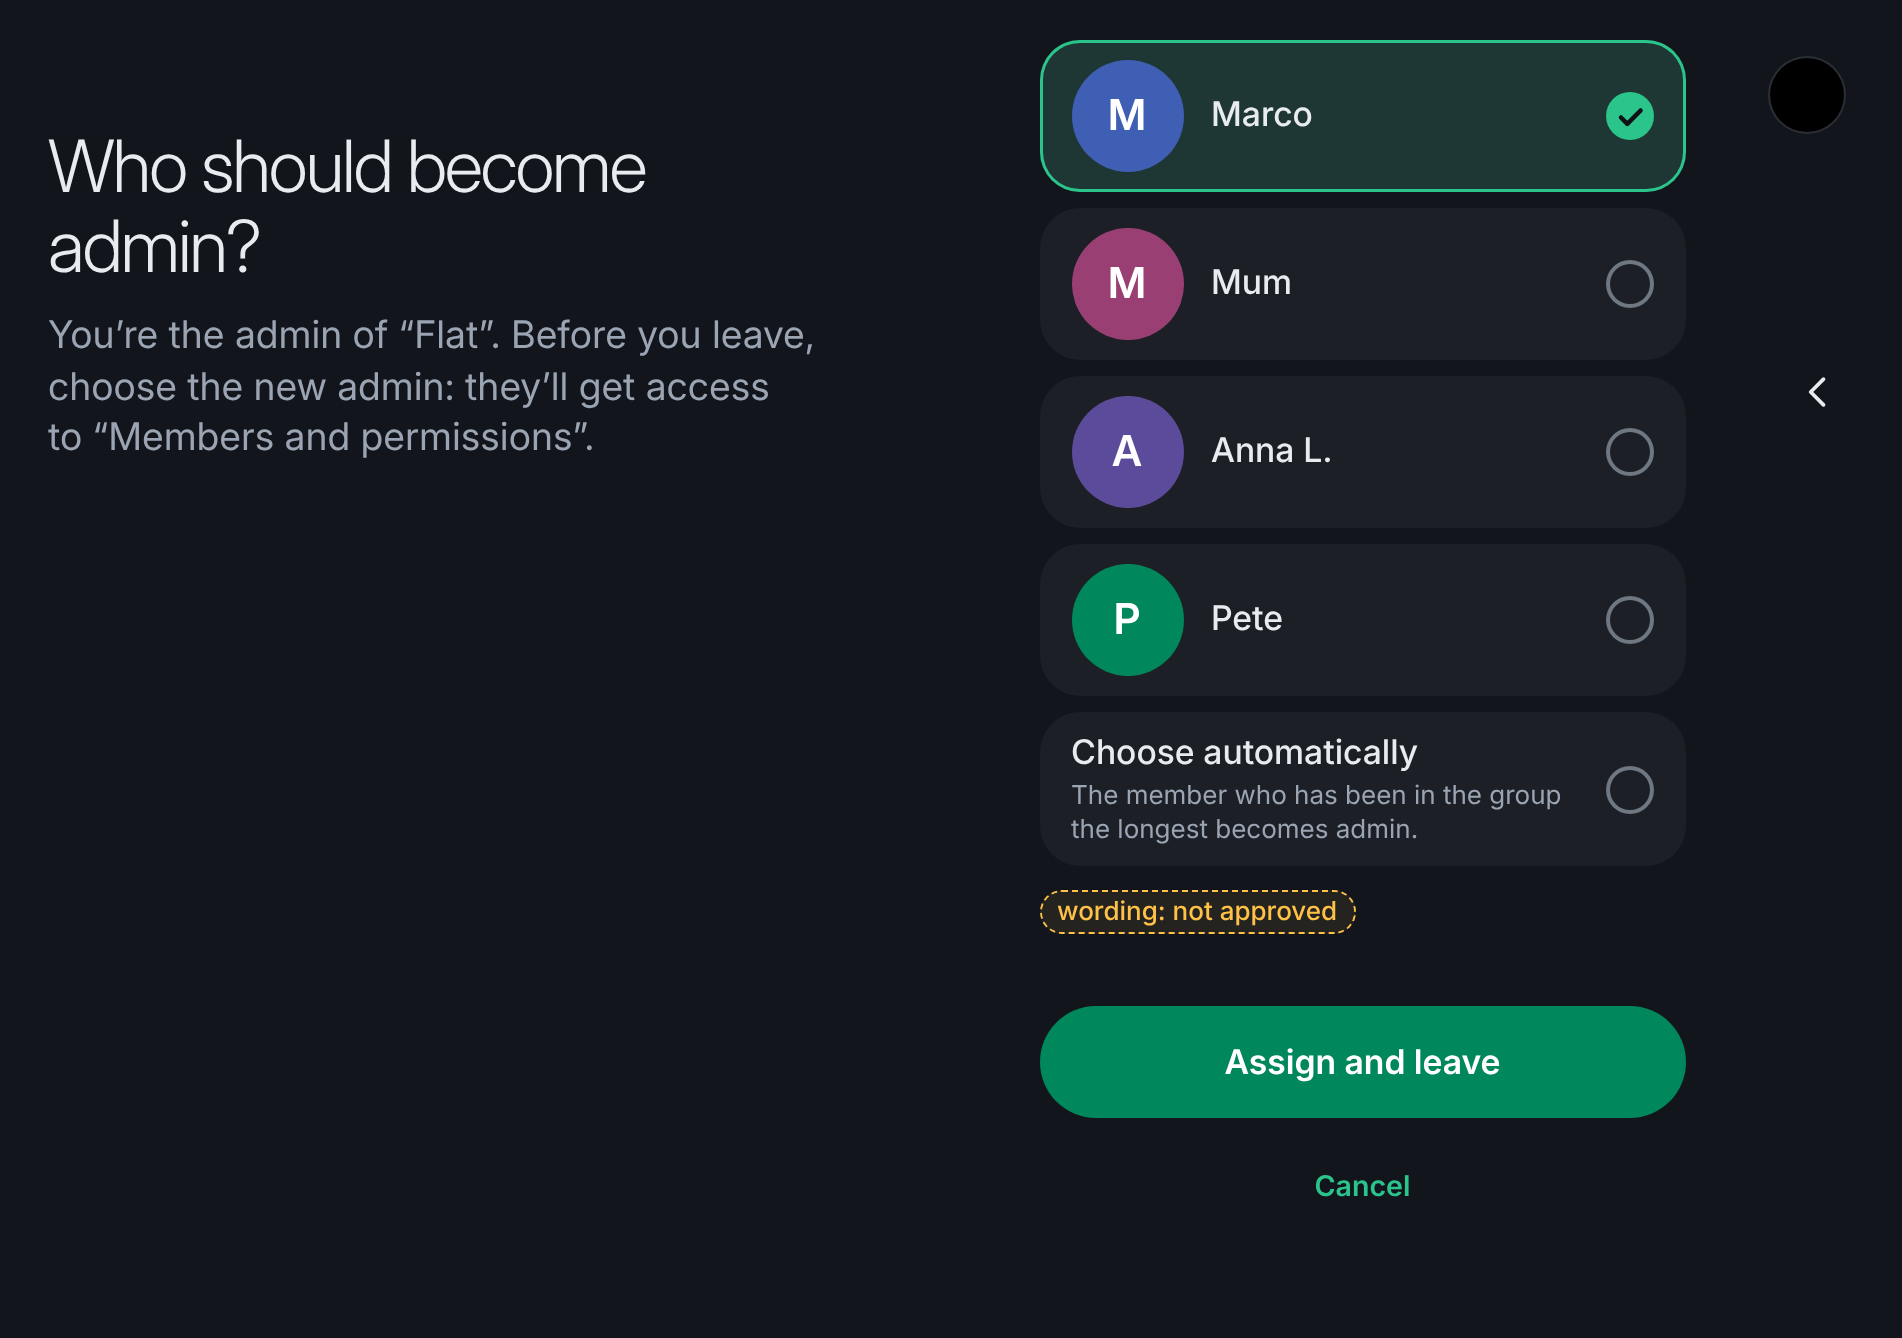 Who should become
admin?
You’re the admin of “Flat”. Before you leave,
choose the new admin: they’ll get access
to “Members and permissions”.
M
Marco
M
Mum
A
Anna L.
P
Pete
Choose automatically
The member who has been in the group
the longest becomes admin.
wording: not approved
Assign and leave
Cancel